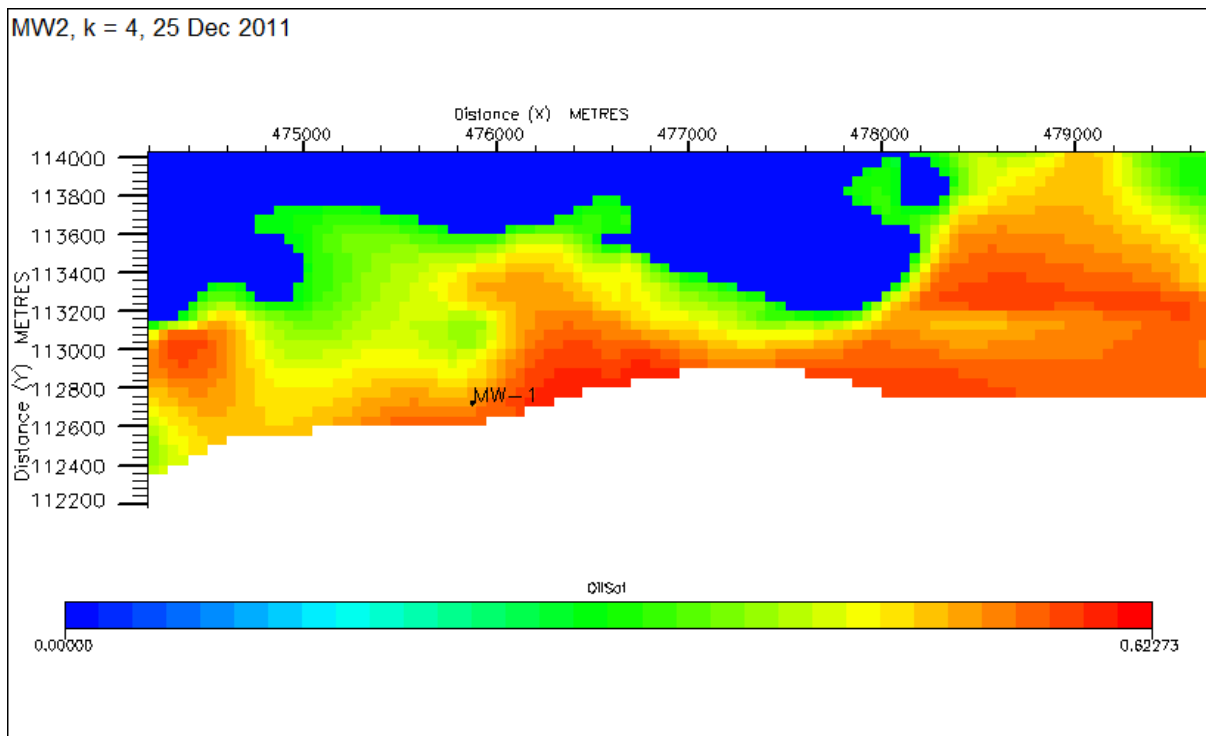 MW2, k = 4, 25 Dec 2011
Distance (X) METRES
475000 476000 477000 478000 479000
114000
113800
113600
113400
113200
113000
112800
112600
112400
112200
Distance (Y) METRES
MW-1
OilSat
0.00000 0.62273